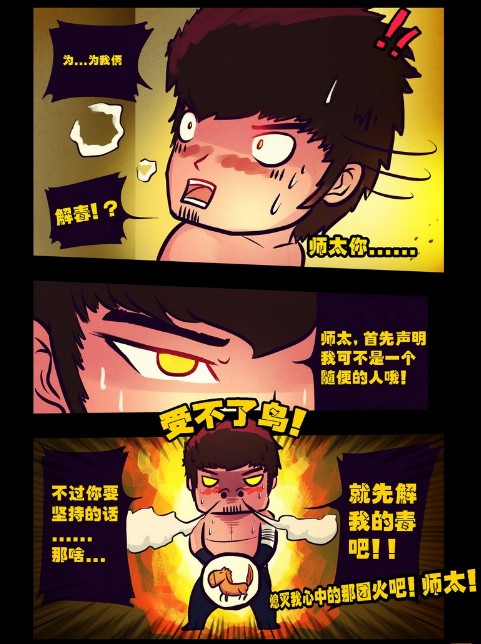 为...为我俩
解毒！？
师太你......
师太，首先声明
我可不是一个
随便的人哦！
受不了鸟！
不过你要
坚持的话
......
那啥...
就先解
我的毒
吧！！
熄灭我心中的那团火吧！师太！